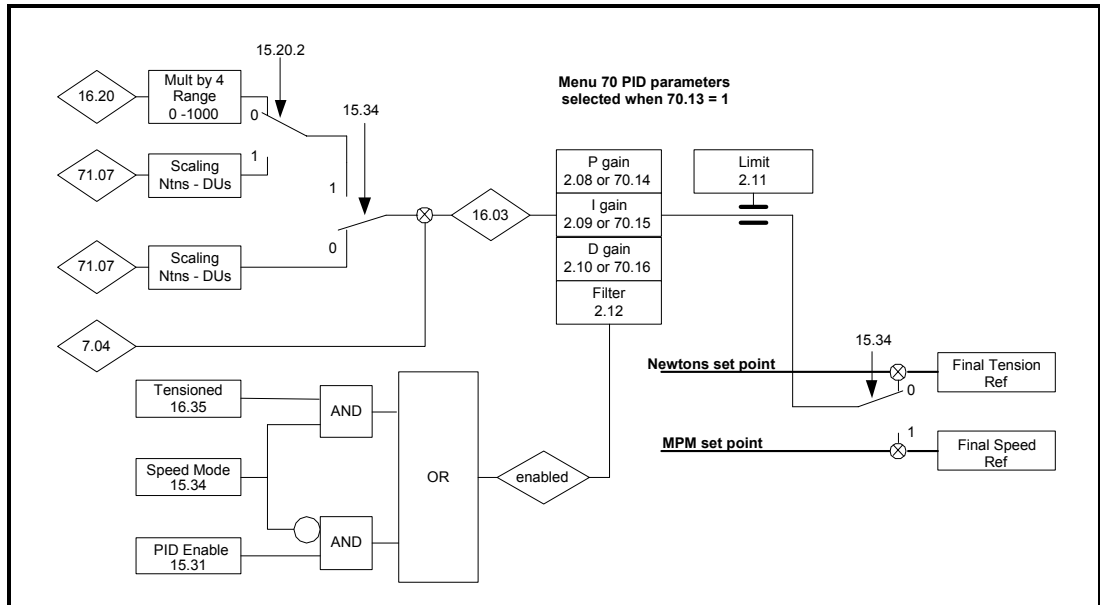 15.20.2
16.20
Mult by 4
Range
0 -1000
0
15.34
Menu 70 PID parameters
selected when 70.13 = 1
71.07
Scaling
Ntns - DUs
1
1
0
16.03
P gain
2.08 or 70.14
I gain
2.09 or 70.15
D gain
2.10 or 70.16
Filter
2.12
Limit
2.11
71.07
Scaling
Ntns - DUs
7.04
15.34
Newtons set point
0
Final Tension
Ref
MPM set point
1
Final Speed
Ref
Tensioned
16.35
AND
Speed Mode
15.34
OR
enabled
PID Enable
15.31
AND